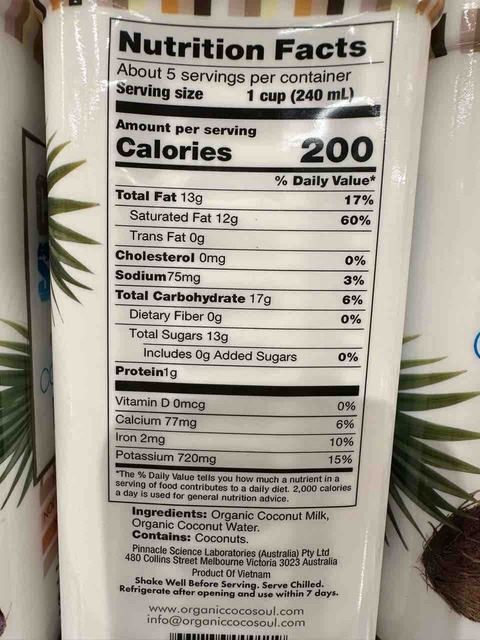 Nutrition Facts
About 5 servings per container
Serving size 1 cup (240 mL)
Amount per serving
Calories 200
% Daily Value*
Total Fat 13g 17%
Saturated Fat 12g 60%
Trans Fat 0g
Cholesterol 0mg 0%
Sodium75mg 3%
Total Carbohydrate 17g 6%
Dietary Fiber 0g 0%
Total Sugars 13g
Includes 0g Added Sugars 0%
Protein1g
Vitamin D 0mcg 0%
Calcium 77mg 6%
Iron 2mg 10%
Potassium 720mg 15%
*The % Daily Value tells you how much a nutrient in a
serving of food contributes to a daily diet. 2,000 calories
a day is used for general nutrition advice.
Ingredients: Organic Coconut Milk,
Organic Coconut Water.
Contains: Coconuts.
Pinnacle Science Laboratories (Australia) Pty Ltd
480 Collins Street Melbourne Victoria 3023 Australia
Product Of Vietnam
Shake Well Before Serving. Serve Chilled.
Refrigerate after opening and use within 7 days.
www.organiccocosoul.com
info@organiccocosoul.com